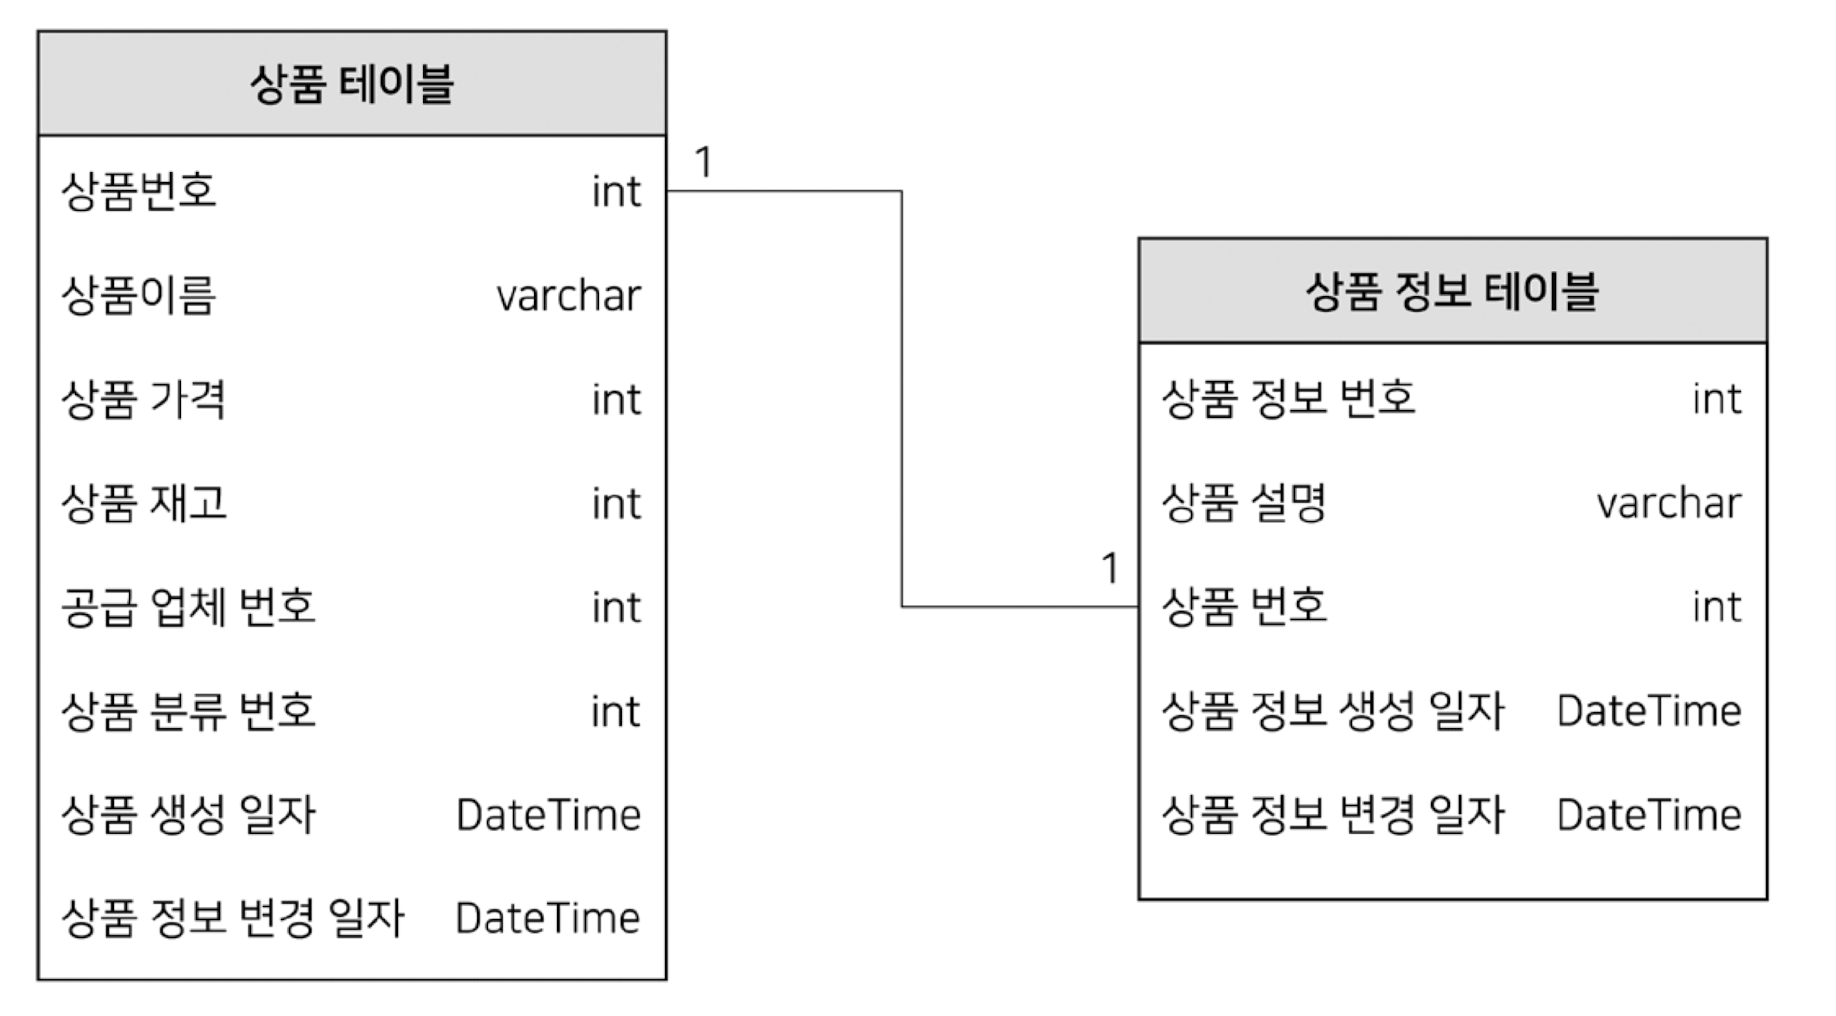 상품 테이블
상품번호 int
상품이름 varchar
상품 가격 int
상품 재고 int
공급 업체 번호 int
상품 분류 번호 int
상품 생성 일자 DateTime
상품 정보 변경 일자 DateTime
1
1
상품 정보 테이블
상품 정보 번호 int
상품 설명 varchar
상품 번호 int
상품 정보 생성 일자 DateTime
상품 정보 변경 일자 DateTime